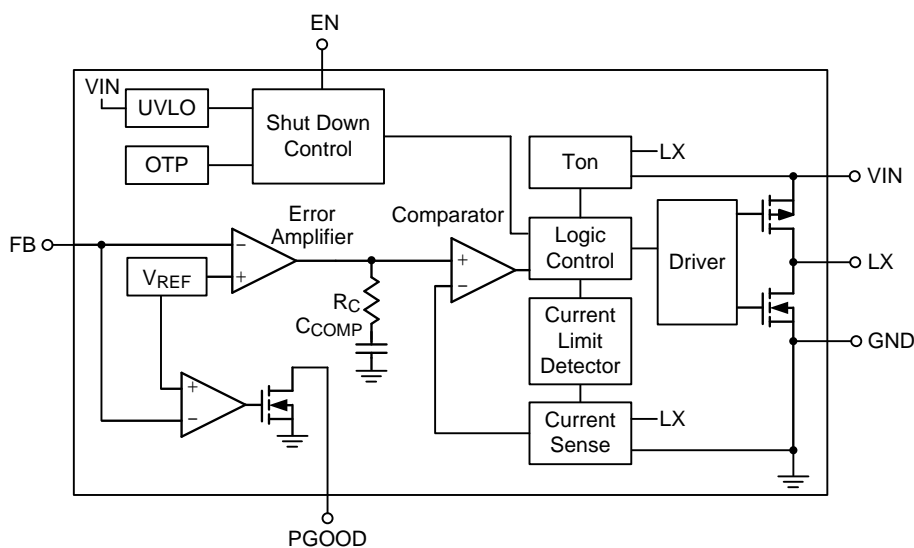 EN
VIN
UVLO
Shut Down
Control
OTP
Ton
LX
VIN
Error
Amplifier
Comparator
FB
−
+
VREF
+
−
Logic
Control
Driver
LX
RC
CCOMP
Current
Limit
Detector
GND
+
−
Current
Sense
LX
PGOOD